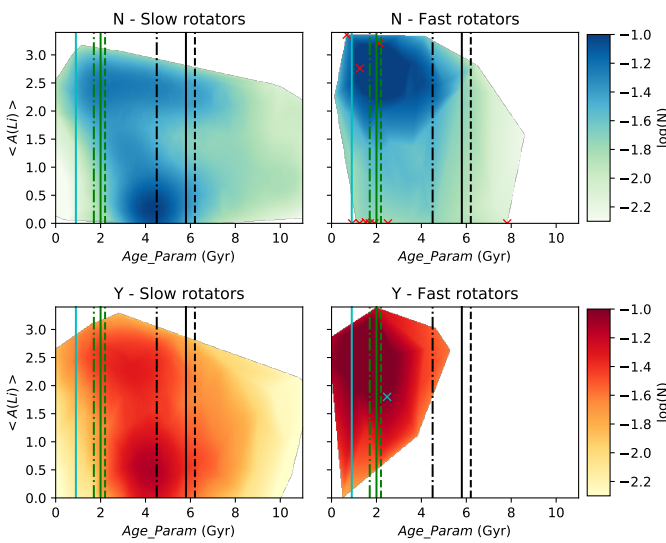 N - Slow rotators
N - Fast rotators
< A(Li) >
3.0
2.5
2.0
1.5
1.0
0.5
0.0
0 2 4 6 8 10
Age_Param (Gyr)
0 2 4 6 8 10
Age_Param (Gyr)
−1.0
−1.2
−1.4
−1.6
−1.8
−2.0
−2.2
log(N)
Y - Slow rotators
Y - Fast rotators
< A(Li) >
3.0
2.5
2.0
1.5
1.0
0.5
0.0
0 2 4 6 8 10
Age_Param (Gyr)
0 2 4 6 8 10
Age_Param (Gyr)
−1.0
−1.2
−1.4
−1.6
−1.8
−2.0
−2.2
log(N)